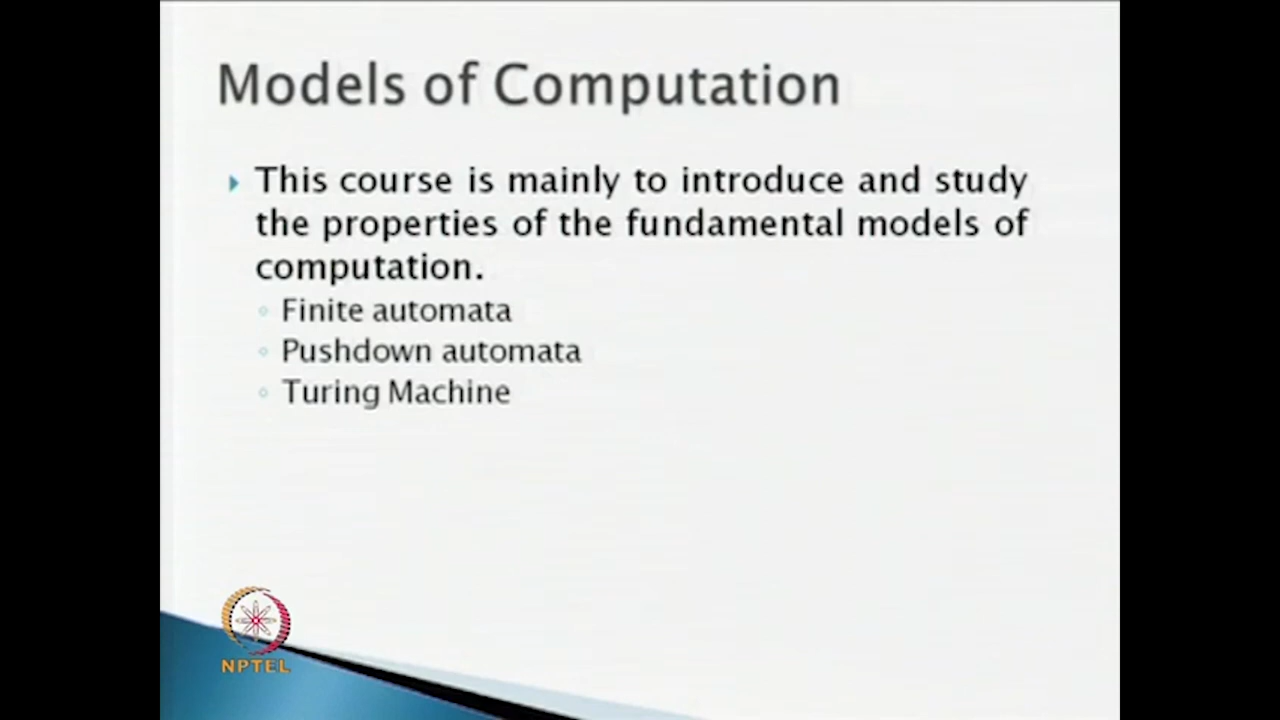 Models of Computation
This course is mainly to introduce and study
the properties of the fundamental models of
computation.
Finite automata
Pushdown automata
Turing Machine
NPTEL